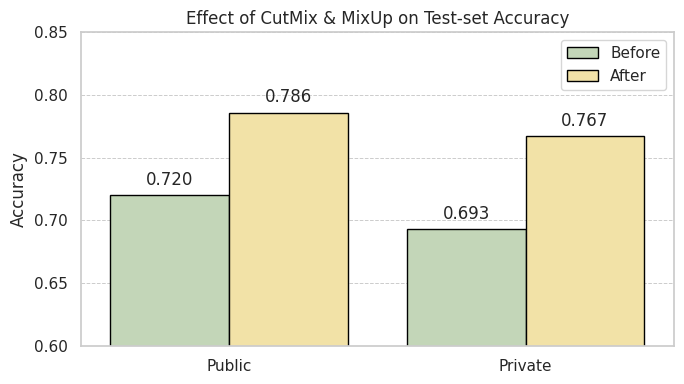 Effect of CutMix & MixUp on Test-set Accuracy
Accuracy
0.85
0.80
0.75
0.70
0.65
0.60
Before
After
0.720
0.786
0.693
0.767
Public
Private